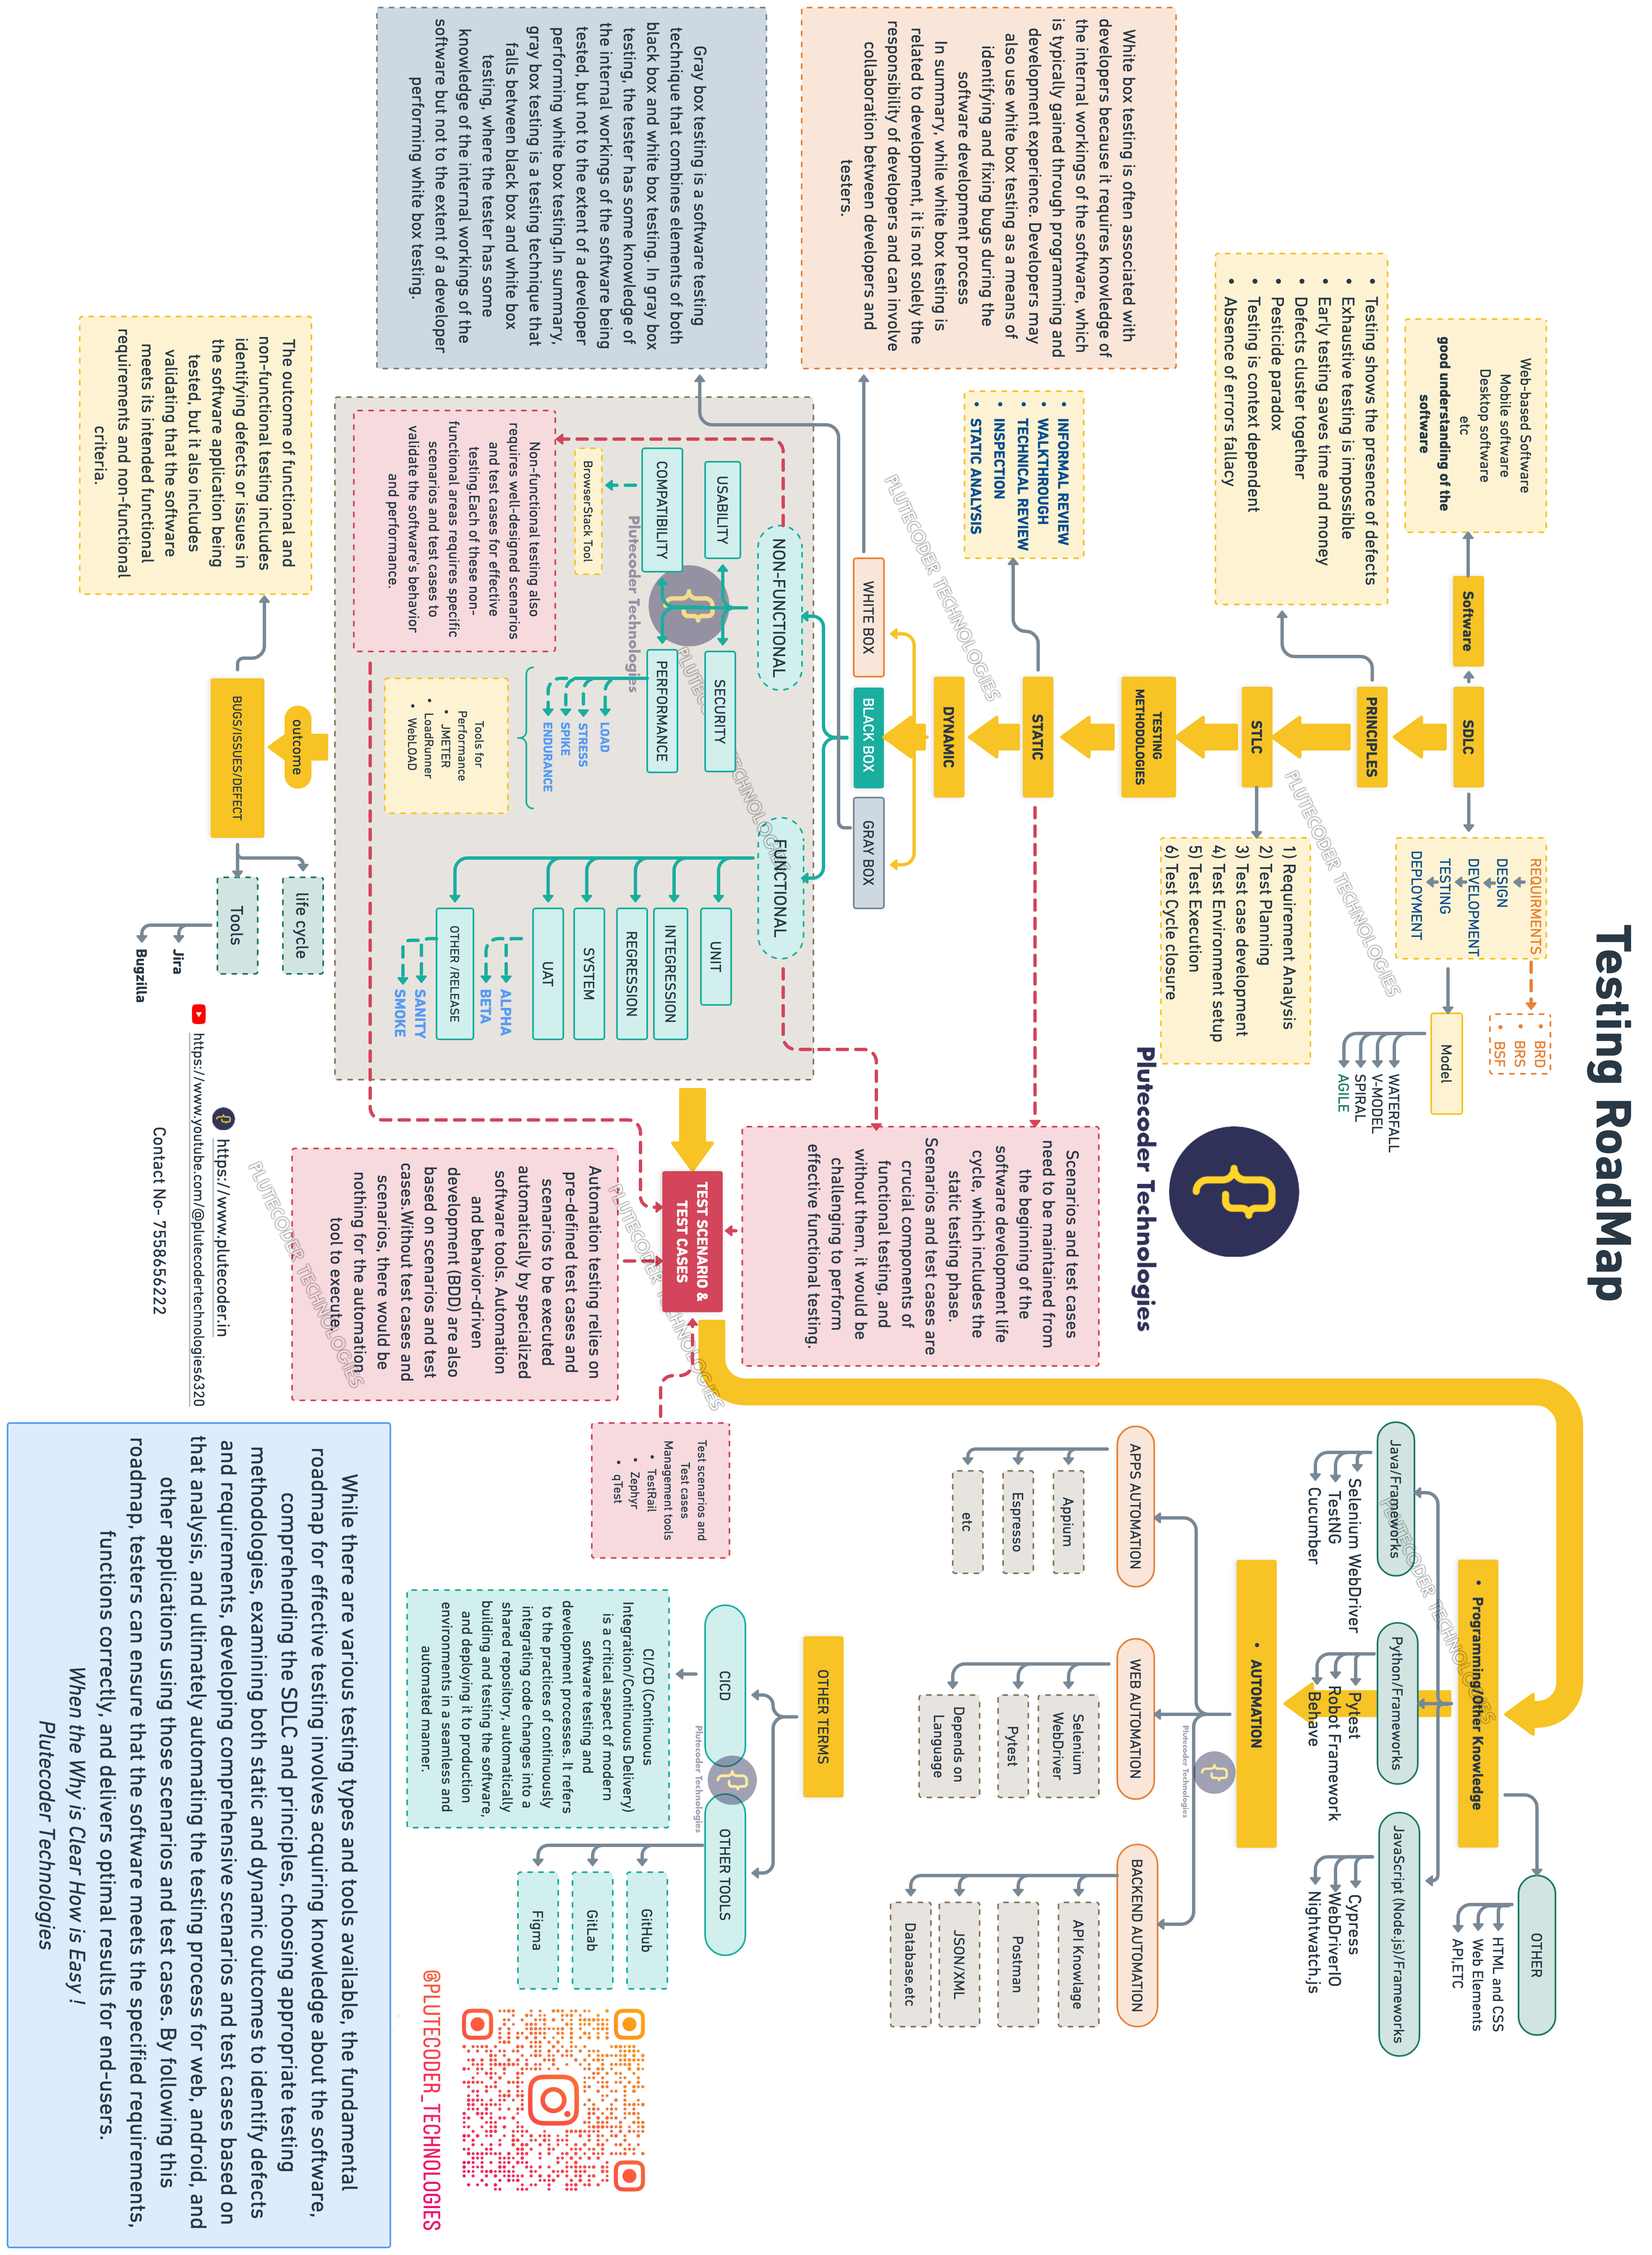 Testing RoadMap
Web-based Software
Mobile software
Desktop software
etc
good understanding of the
software
Software
SDLC
REQUIRMENTS
DESIGN
DEVELOPMENT
TESTING
DEPLOYMENT
• BRD
• BRS
• BSF
Model
WATERFALL
V-MODEL
SPIRAL
AGILE
• Testing shows the presence of defects
• Exhaustive testing is impossible
• Early testing saves time and money
• Defects cluster together
• Pesticide paradox
• Testing is context dependent
• Absence of errors fallacy
PRINCIPLES
STLC
1) Requirement Analysis
2) Test Planning
3) Test case development
4) Test Environment setup
5) Test Execution
6) Test Cycle closure
PLUTECODER TECHNOLOGIES
Plutecoder Technologies
TESTING
METHODOLOGIES
• INFORMAL REVIEW
• WALKTHROUGH
• TECHNICAL REVIEW
• INSPECTION
• STATIC ANALYSIS
STATIC
PLUTECODER TECHNOLOGIES
DYNAMIC
White box testing is often associated with
developers because it requires knowledge of
the internal workings of the software, which
is typically gained through programming and
development experience. Developers may
also use white box testing as a means of
identifying and fixing bugs during the
software development process
In summary, while white box testing is
related to development, it is not solely the
responsibility of developers and can involve
collaboration between developers and
testers.
WHITE BOX
BLACK BOX
GRAY BOX
Gray box testing is a software testing
technique that combines elements of both
black box and white box testing. In gray box
testing, the tester has some knowledge of
the internal workings of the software being
tested, but not to the extent of a developer
performing white box testing.In summary,
gray box testing is a testing technique that
falls between black box and white box
testing, where the tester has some
knowledge of the internal workings of the
software but not to the extent of a developer
performing white box testing.
NON-FUNCTIONAL
USABILITY
SECURITY
COMPATIBILITY
PERFORMANCE
BrowserStack Tool
Plutecoder Technologies
PLUTECODER TECHNOLOGIES
LOAD
STRESS
SPIKE
ENDURANCE
Tools for
Performance
• JMETER
• LoadRunner
• WebLOAD
Non-functional testing also
requires well-designed scenarios
and test cases for effective
testing.Each of these non-
functional areas requires specific
scenarios and test cases to
validate the software's behavior
and performance.
FUNCTIONAL
UNIT
INTEGRESSION
REGRESSION
SYSTEM
UAT
ALPHA
BETA
OTHER /RELEASE
SANITY
SMOKE
outcome
BUGS/ISSUES/DEFECT
The outcome of functional and
non-functional testing includes
identifying defects or issues in
the software application being
tested, but it also includes
validating that the software
meets its intended functional
requirements and non-functional
criteria.
life cycle
Tools
Jira
Bugzilla
https://www.plutecoder.in
https://www.youtube.com/@plutecodertechnologies6320
Contact No- 7558656222
Scenarios and test cases
need to be maintained from
the beginning of the
software development life
cycle, which includes the
static testing phase.
Scenarios and test cases are
crucial components of
functional testing, and
without them, it would be
challenging to perform
effective functional testing.
TEST SCENARIO &
TEST CASES
PLUTECODER TECHNOLOGIES
Automation testing relies on
pre-defined test cases and
scenarios to be executed
automatically by specialized
software tools. Automation
and behavior-driven
development (BDD) are also
based on scenarios and test
cases.Without test cases and
scenarios, there would be
nothing for the automation
tool to execute.
PLUTECODER TECHNOLOGIES
Test scenarios and
Test cases
Management tools
• TestRail
• Zephyr
• qTest
• Programming/Other Knowledge
PLUTECODER TECHNOLOGIES
OTHER
HTML and CSS
Web Elements
API,ETC
Java/Frameworks
Selenium WebDriver
TestNG
Cucumber
Python/Frameworks
Pytest
Robot Framework
Behave
JavaScript (Node.js)/Frameworks
Cypress
WebDriverIO
Nightwatch.js
• AUTOMATION
Plutecoder Technologies
APPS AUTOMATION
Appium
Espresso
etc
WEB AUTOMATION
Selenium
WebDriver
Pytest
Depends on
Language
BACKEND AUTOMATION
API Knowlage
Postman
JSON/XML
Database,etc
OTHER TERMS
CICD
Plutecoder Technologies
OTHER TOOLS
CI/CD (Continuous
Integration/Continuous Delivery)
is a critical aspect of modern
software testing and
development processes. It refers
to the practices of continuously
integrating code changes into a
shared repository, automatically
building and testing the software,
and deploying it to production
environments in a seamless and
automated manner.
GitHub
GitLab
Figma
@PLUTECODER_TECHNOLOGIES
While there are various testing types and tools available, the fundamental
roadmap for effective testing involves acquiring knowledge about the software,
comprehending the SDLC and principles, choosing appropriate testing
methodologies, examining both static and dynamic outcomes to identify defects
and requirements, developing comprehensive scenarios and test cases based on
that analysis, and ultimately automating the testing process for web, android, and
other applications using those scenarios and test cases. By following this
roadmap, testers can ensure that the software meets the specified requirements,
functions correctly, and delivers optimal results for end-users.
When the Why is Clear How is Easy !
Plutecoder Technologies